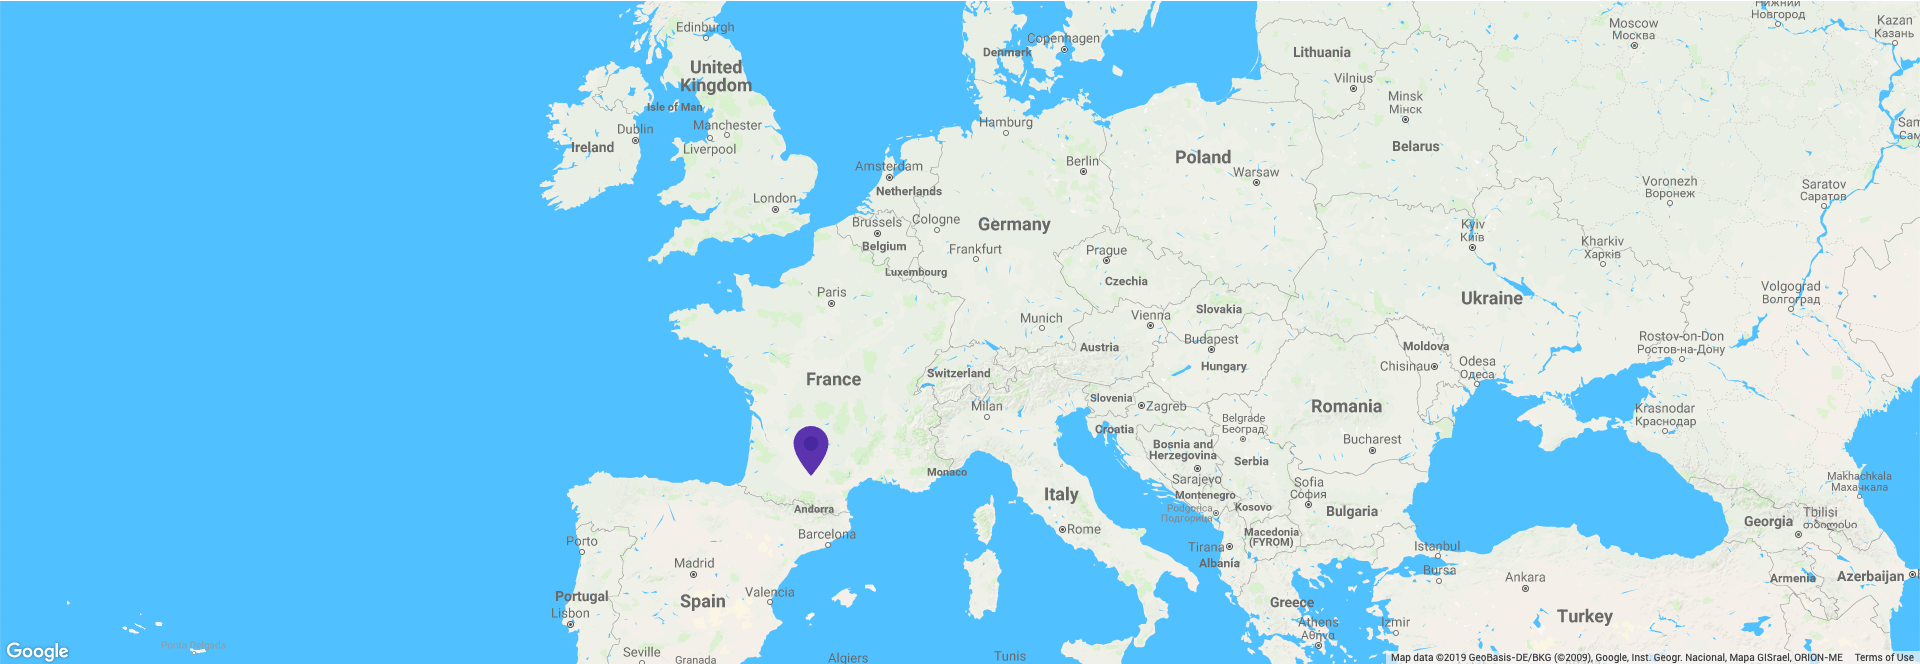 Edinburgh
United
Kingdom
Isle of Man
Dublin
Manchester
Ireland
Liverpool
London
Copenhagen
Denmark
Hamburg
Amsterdam
Netherlands
Berlin
Brussels
Cologne
Belgium
Germany
Frankfurt
Luxembourg
Prague
Czechia
Paris
Munich
Vienna
Austria
France
Switzerland
Milan
Monaco
Andorra
Barcelona
Porto
Madrid
Portugal
Spain
Valencia
Lisbon
Seville
Granada
Ponta Delgada
Algiers
Tunis
Italy
Rome
Lithuania
Vilnius
Minsk
Мінск
Belarus
Poland
Warsaw
Moscow
Москва
Нижний
Новгород
Kazan
Казань
Sam
Сам
Voronezh
Воронеж
Saratov
Саратов
Kyiv
Київ
Kharkiv
Харків
Ukraine
Volgograd
Волгоград
Rostov-on-Don
Ростов-на-Дону
Slovakia
Budapest
Hungary
Moldova
Chisinau
Odesa
Одеса
Slovenia
Zagreb
Croatia
Romania
Belgrade
Београд
Bosnia and
Herzegovina
Serbia
Bucharest
Sarajevo
Montenegro
Podgorica
Подгорица
Kosovo
Sofia
София
Bulgaria
Macedonia
(FYROM)
Tirana
Albania
Greece
Athens
Αθήνα
Krasnodar
Краснодар
Makhachkala
Махачкала
Georgia
Tbilisi
თბილისი
Armenia
Azerbaijan
Istanbul
Bursa
Ankara
Izmir
Turkey
Google
Map data ©2019 GeoBasis-DE/BKG (©2009), Google, Inst. Geogr. Nacional, Mapa GISrael, ORION-ME
Terms of Use